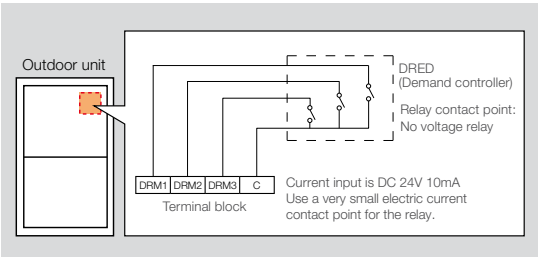 Outdoor unit
DRED
(Demand controller)
Relay contact point:
No voltage relay
DRM1 DRM2 DRM3 C
Terminal block
Current input is DC 24V 10mA
Use a very small electric current
contact point for the relay.